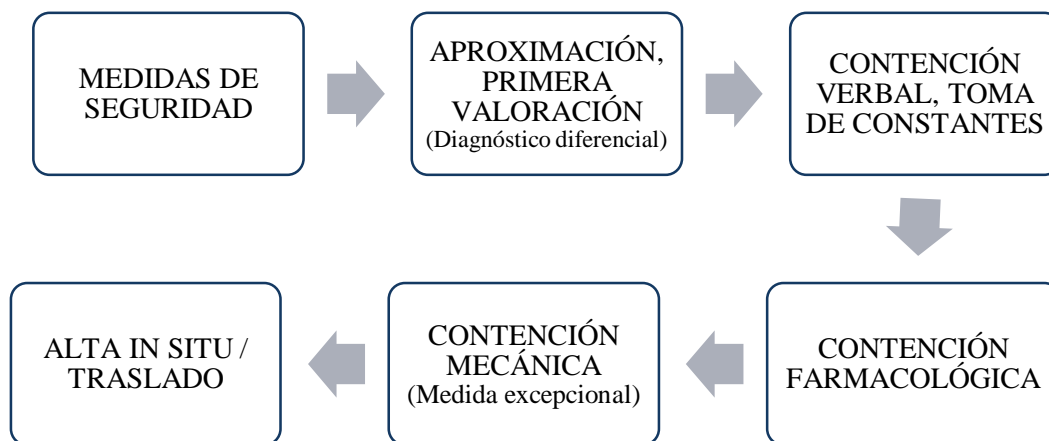 MEDIDAS DE
SEGURIDAD
APROXIMACIÓN,
PRIMERA
VALORACIÓN
(Diagnóstico diferencial)
CONTENCIÓN
VERBAL, TOMA
DE CONSTANTES
CONTENCIÓN
FARMACOLÓGICA
CONTENCIÓN
MECÁNICA
(Medida excepcional)
ALTA IN SITU /
TRASLADO